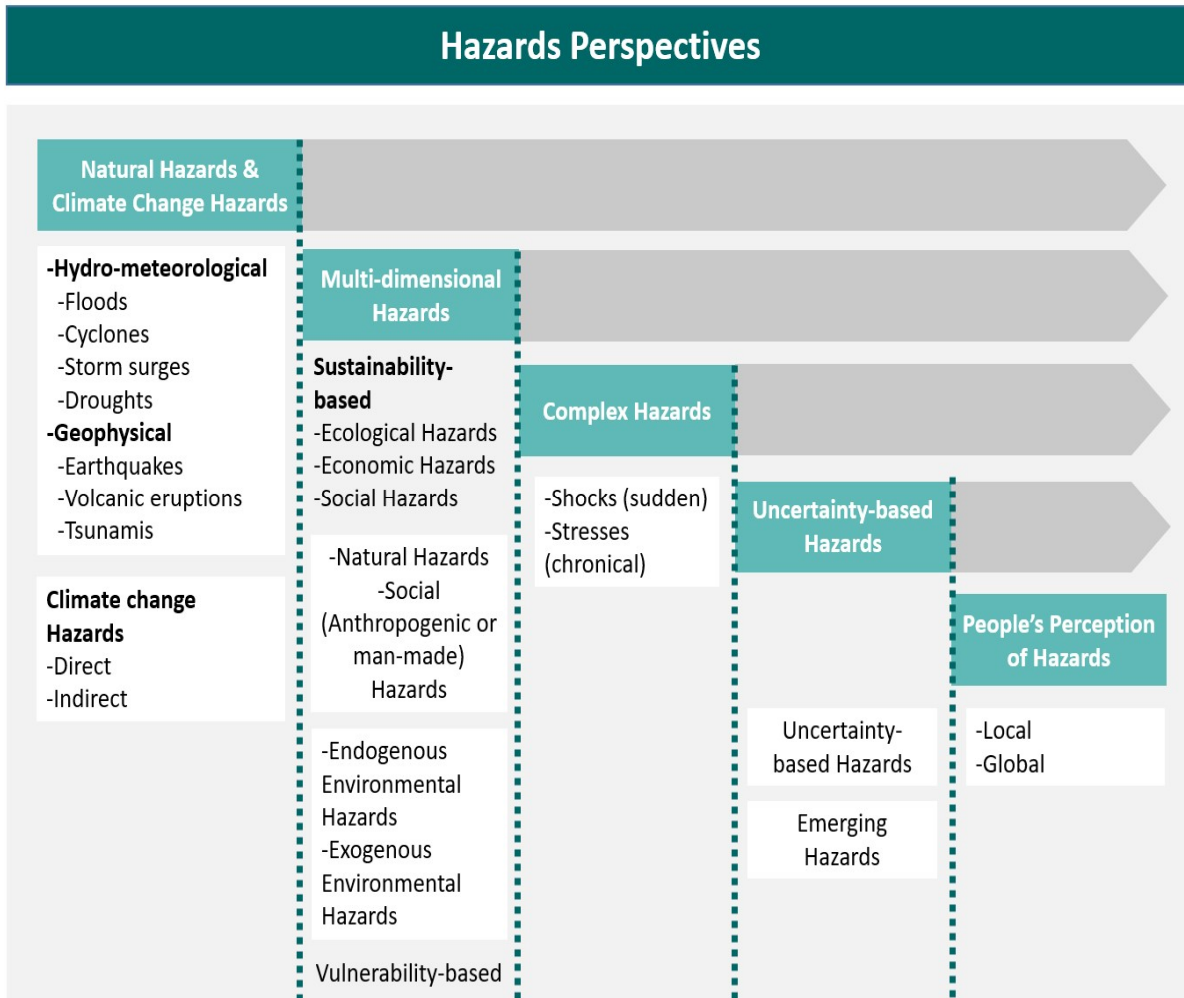 Hazards Perspectives
Natural Hazards &
Climate Change Hazards
-Hydro-meteorological
-Floods
-Cyclones
-Storm surges
-Droughts
-Geophysical
-Earthquakes
-Volcanic eruptions
-Tsunamis
Climate change
Hazards
-Direct
-Indirect
Multi-dimensional
Hazards
Sustainability-
based
-Ecological Hazards
-Economic Hazards
-Social Hazards
-Natural Hazards
-Social
(Anthropogenic or
man-made)
Hazards
-Endogenous
Environmental
Hazards
-Exogenous
Environmental
Hazards
Vulnerability-based
Complex Hazards
-Shocks (sudden)
-Stresses
(chronical)
Uncertainty-based
Hazards
Uncertainty-
based Hazards
Emerging
Hazards
People’s Perception
of Hazards
-Local
-Global